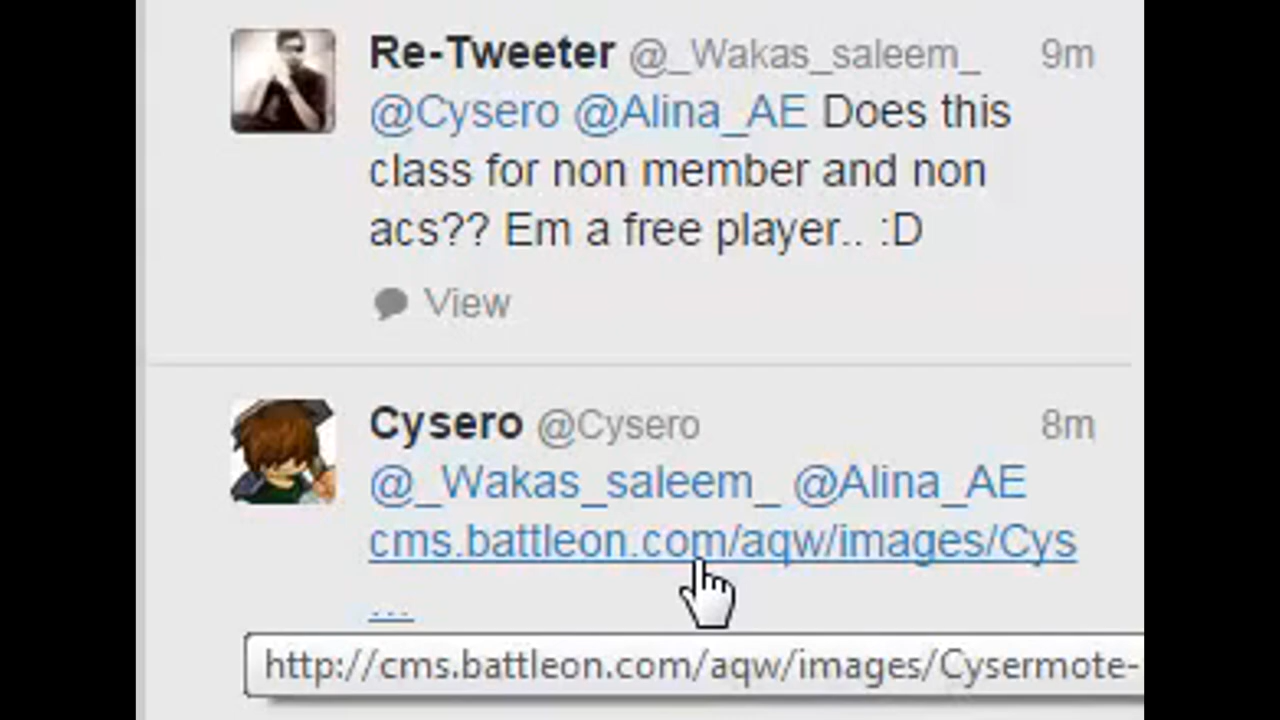 Re-Tweeter @_Wakas_saleem_ 9m
@Cysero @Alina_AE Does this
class for non member and non
acs?? Em a free player.. :D
View
Cysero @Cysero 8m
@_Wakas_saleem_ @Alina_AE
cms.battleon.com/aqw/images/Cys
...
http://cms.battleon.com/aqw/images/Cysermote-